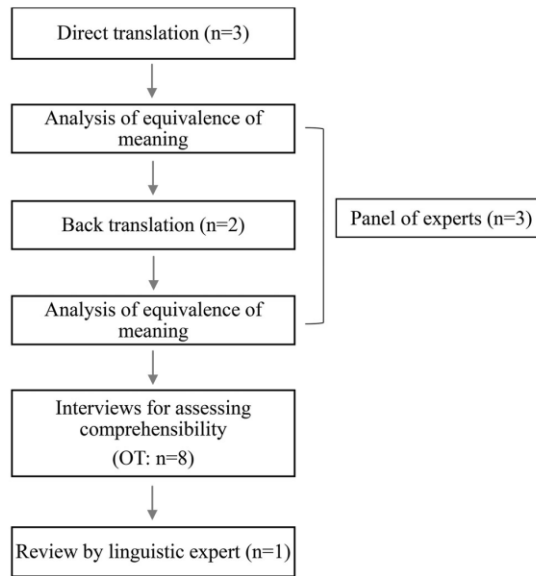 Direct translation (n=3)
Analysis of equivalence of
meaning
Back translation (n=2)
Panel of experts (n=3)
Analysis of equivalence of
meaning
Interviews for assessing
comprehensibility
(OT: n=8)
Review by linguistic expert (n=1)